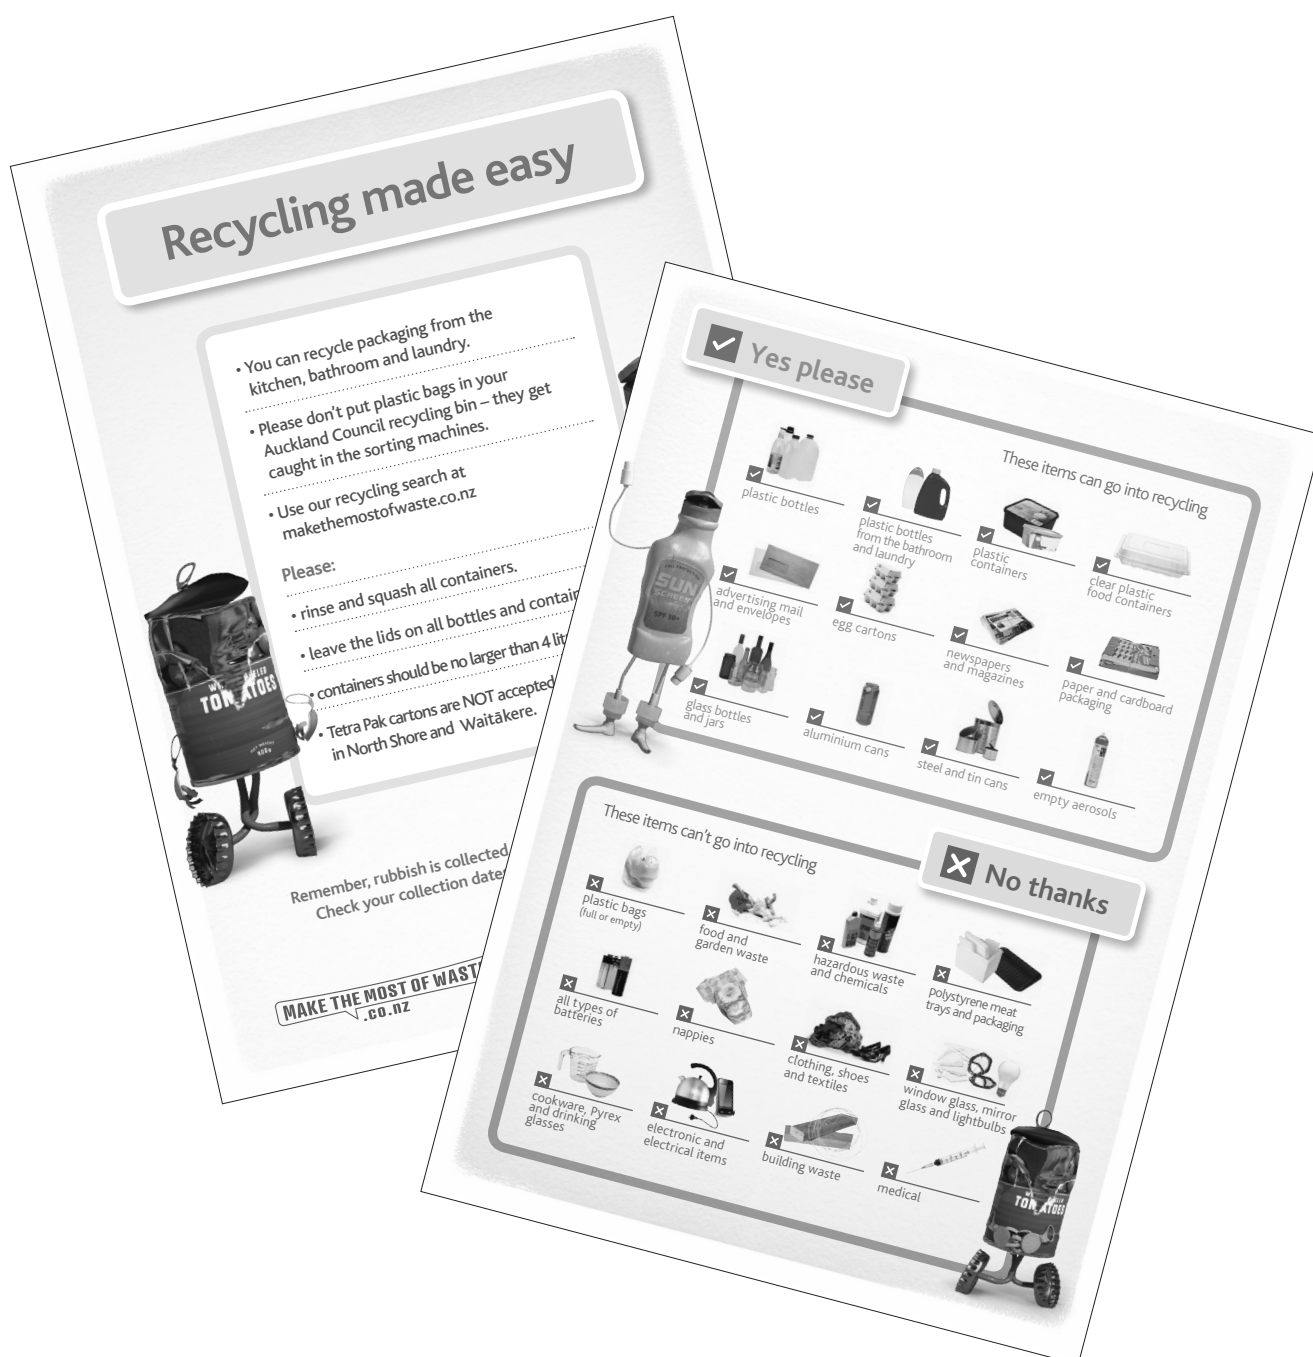 Recycling made easy
• You can recycle packaging from the
kitchen, bathroom and laundry.
• Please don't put plastic bags in your
Auckland Council recycling bin – they get
caught in the sorting machines.
• Use our recycling search at
makethemostofwaste.co.nz
Please:
• rinse and squash all containers.
• leave the lids on all bottles and contain
• containers should be no larger than 4 lit
• Tetra Pak cartons are NOT accepted
in North Shore and Waitākere.
TOMATOES
Remember, rubbish is collected
Check your collection date
MAKE THE MOST OF WASTE
.co.nz
Yes please
These items can go into recycling
plastic bottles
plastic bottles
from the bathroom
and laundry
plastic
containers
clear plastic
food containers
advertising mail
and envelopes
egg cartons
newspapers
and magazines
paper and cardboard
packaging
glass bottles
and jars
aluminium cans
steel and tin cans
empty aerosols
SUN
SCREEN
SPF 30+
These items can't go into recycling
No thanks
plastic bags
(full or empty)
food and
garden waste
hazardous waste
and chemicals
polystyrene meat
trays and packaging
all types of
batteries
nappies
clothing, shoes
and textiles
window glass, mirror
glass and lightbulbs
cookware, Pyrex
and drinking
glasses
electronic and
electrical items
building waste
medical
TOMATOES